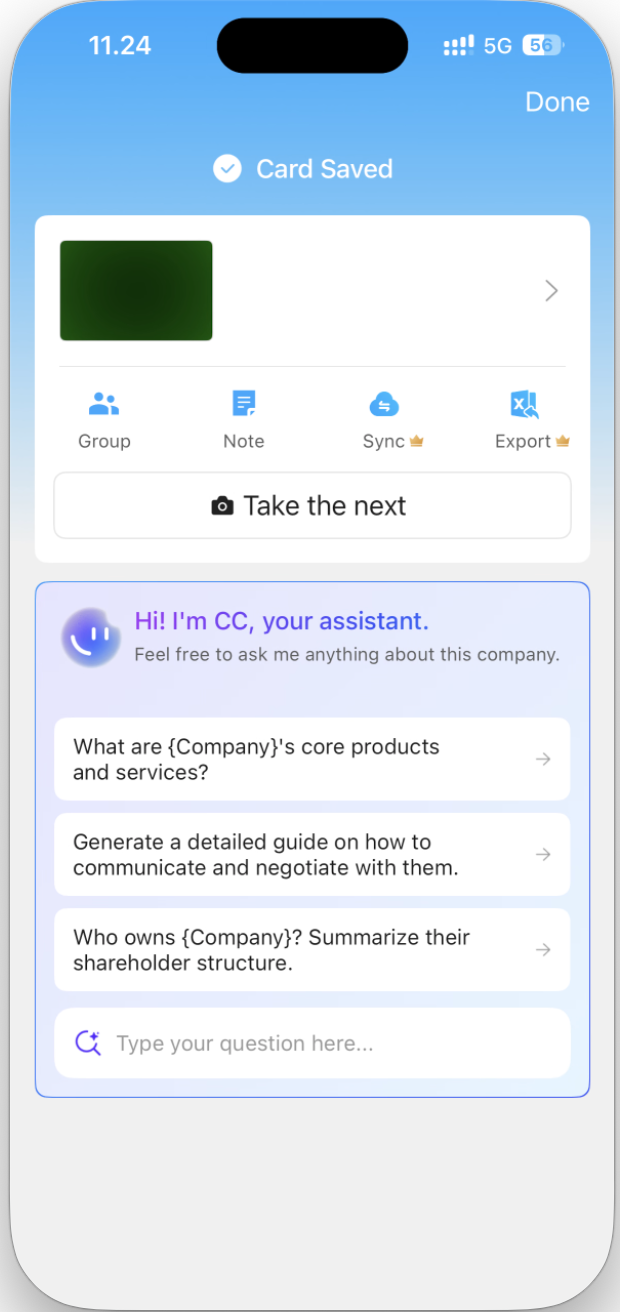 11.24
5G
56
Done
Card Saved
Group
Note
Sync
Export
Take the next
Hi! I'm CC, your assistant.
Feel free to ask me anything about this company.
What are {Company}'s core products
and services?
Generate a detailed guide on how to
communicate and negotiate with them.
Who owns {Company}? Summarize their
shareholder structure.
Type your question here...